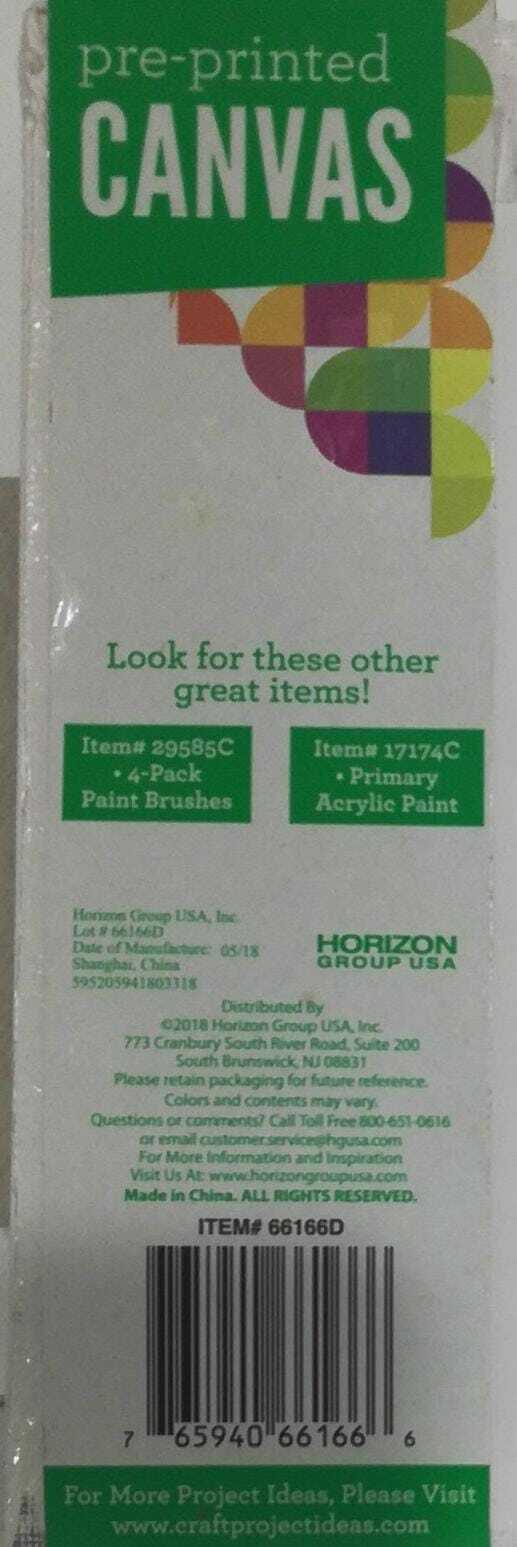 pre-printed
CANVAS
Look for these other
great items!
Item# 29585C
• 4-Pack
Paint Brushes
Item# 17174C
• Primary
Acrylic Paint
Horizon Group USA, Inc.
Lot # 66166D
Date of Manufacture: 05/18
Shanghai, China
595205941803318
HORIZON
GROUP USA
Distributed By
©2018 Horizon Group USA, Inc.
773 Cranbury South River Road, Suite 200
South Brunswick, NJ 08831
Please retain packaging for future reference.
Colors and contents may vary.
Questions or comments? Call Toll Free 800-651-0616
or email customer.service@hgusa.com
For More Information and Inspiration
Visit Us At: www.horizongroupusa.com
Made in China. ALL RIGHTS RESERVED.
ITEM# 66166D
7 65940 66166 6
For More Project Ideas, Please Visit
www.craftprojectideas.com